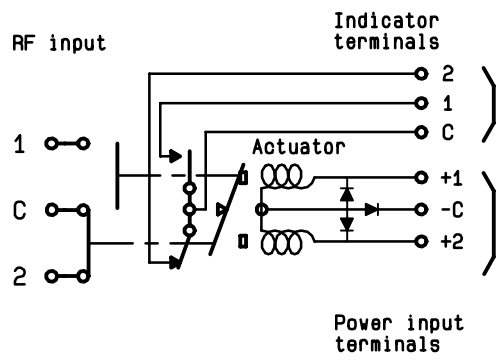 Indicator
terminals
RF input
2
1
C
Actuator
1
+1
C
-C
+2
2
Power input
terminals